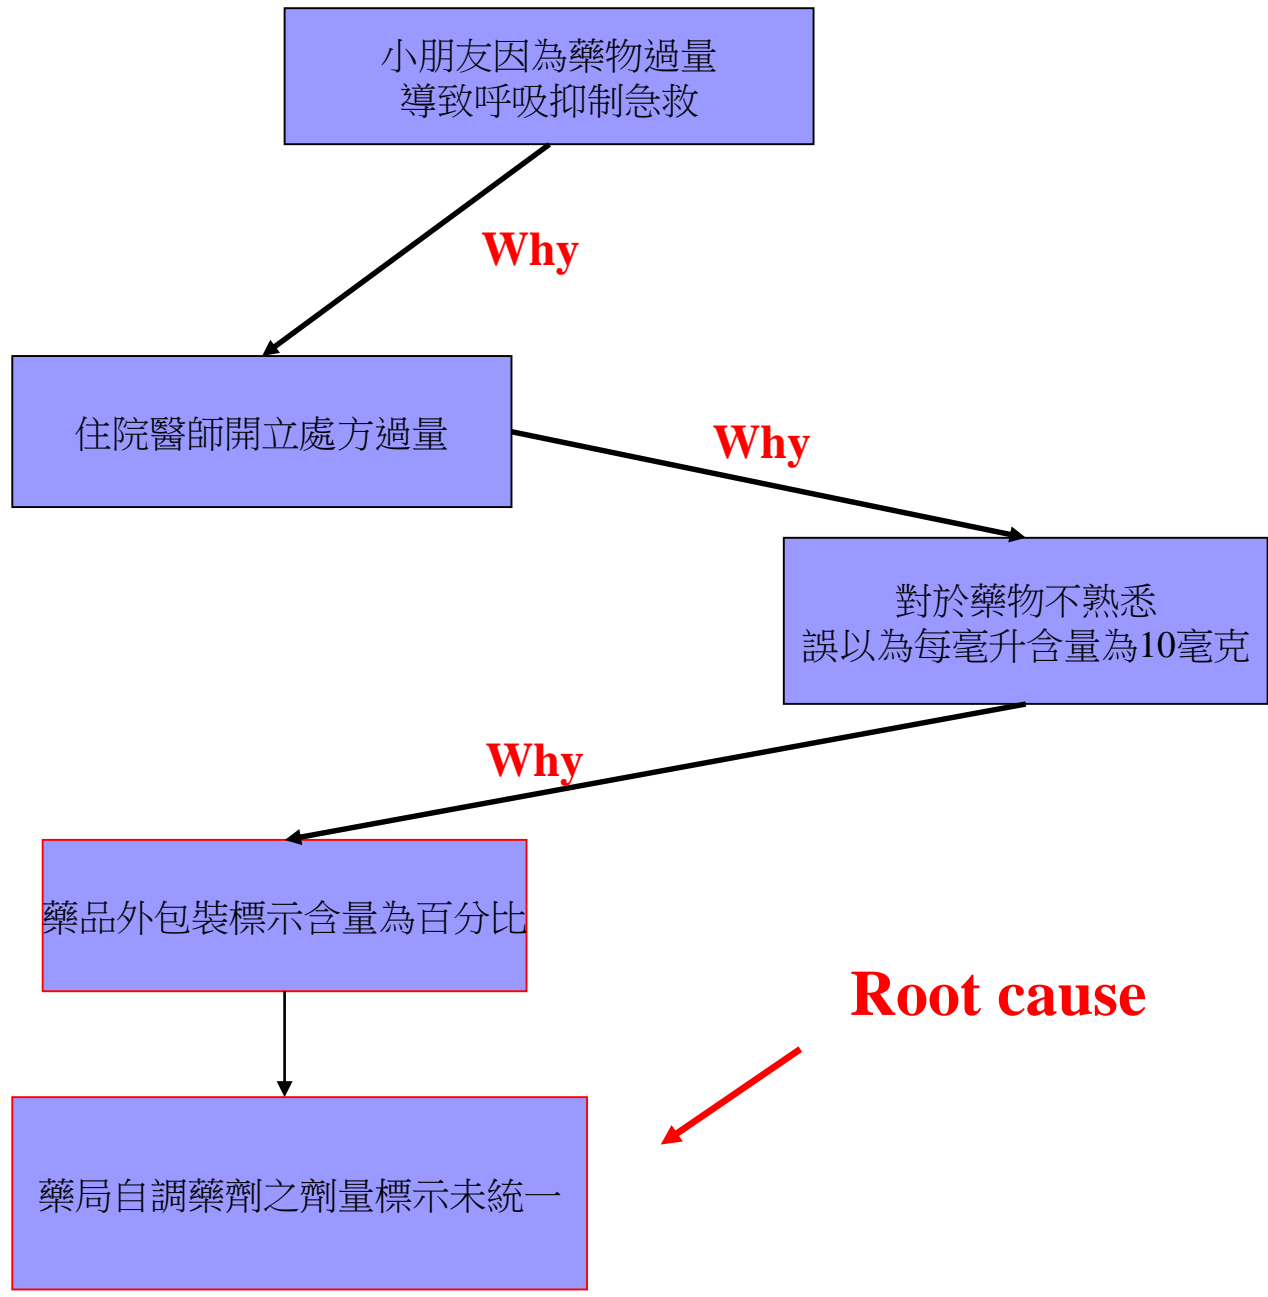 小朋友因為藥物過量
導致呼吸抑制急救
Why
住院醫師開立處方過量
Why
對於藥物不熟悉
誤以為每毫升含量為10毫克
Why
藥品外包裝標示含量為百分比
Root cause
藥局自調藥劑之劑量標示未統一